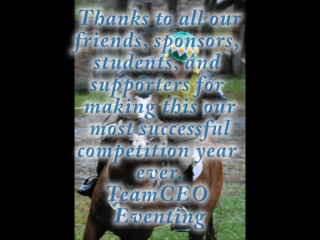 Thanks to all our
friends, sponsors,
students, and
supporters for
making this our
most successful
competition year
ever.
TeamCEO
Eventing